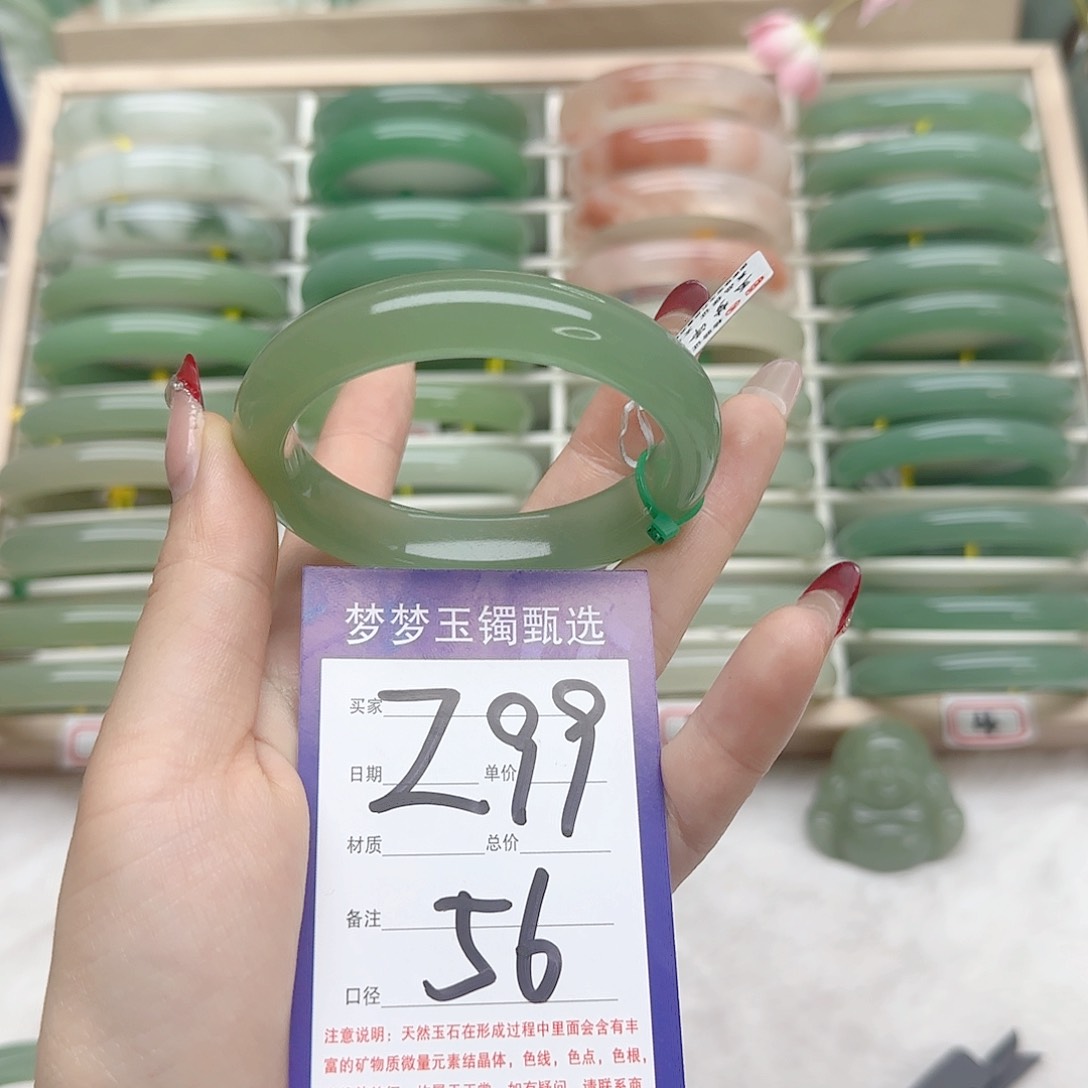 梦梦玉镯甄选
买家
Z99
日期 单价
材质 总价
备注
56
口径
注意说明：天然玉石在形成过程中里面会含有丰
富的矿物质微量元素结晶体，色线，色点，色根，